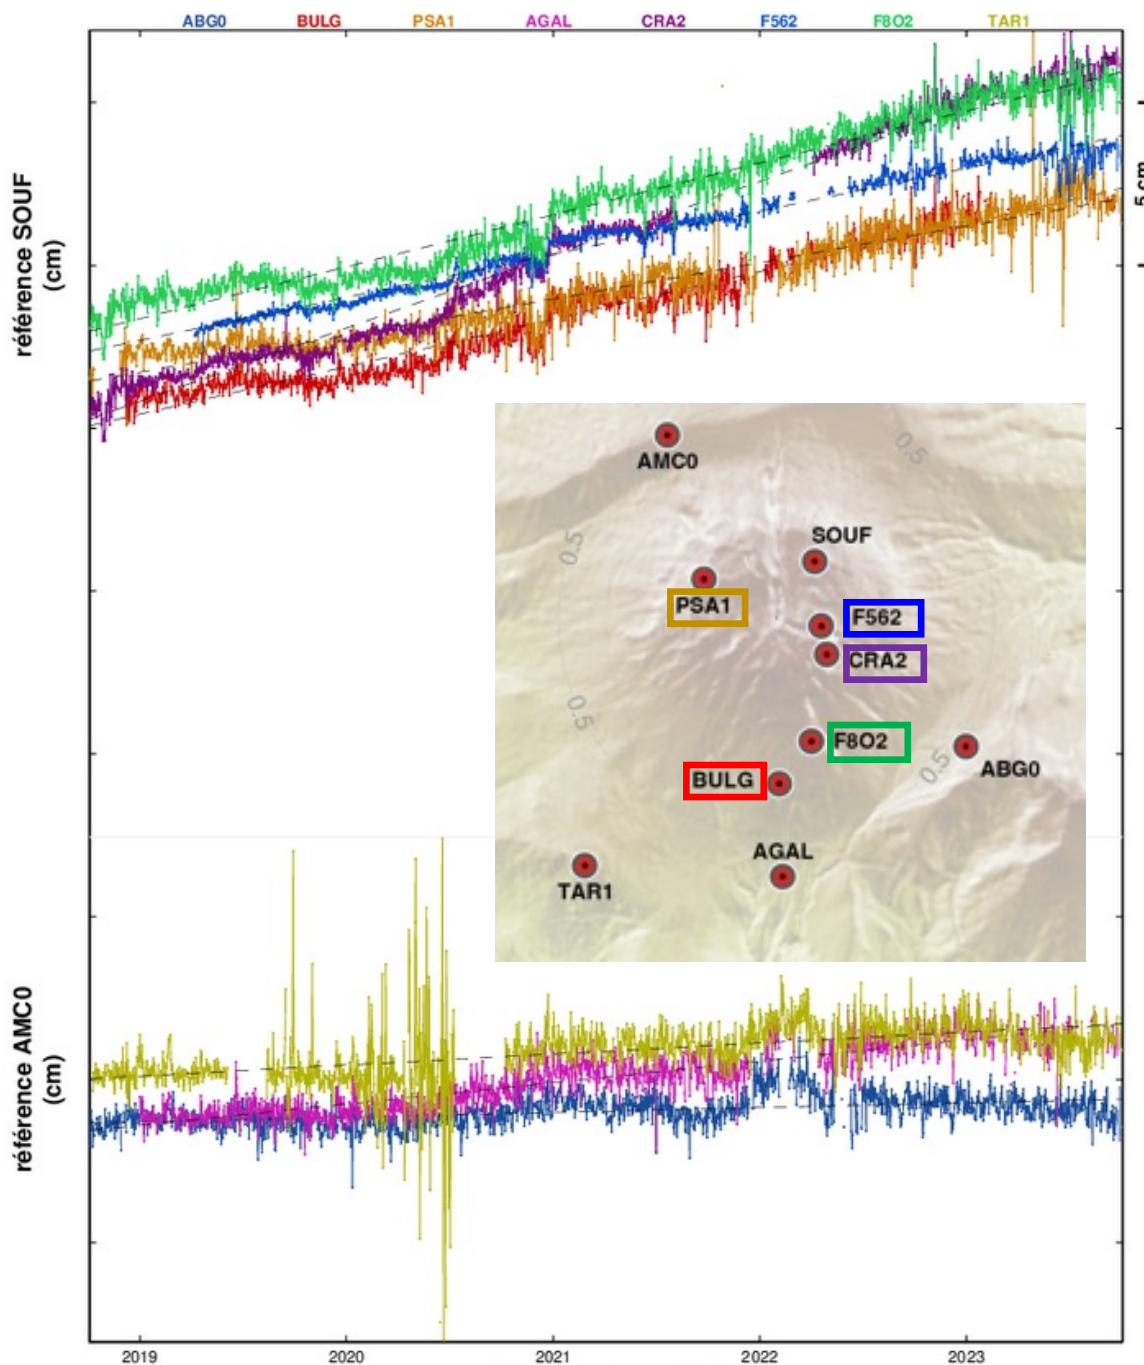 ABG0 BULG PSA1 AGAL CRA2 F562 F8O2 TAR1
référence SOUF
(cm)
5 cm
AMC0
0.5
SOUF
0.5
PSA1
F562
CRA2
0.5
F8O2
0.5
ABG0
BULG
AGAL
TAR1
référence AMC0
(cm)
2019 2020 2021 2022 2023